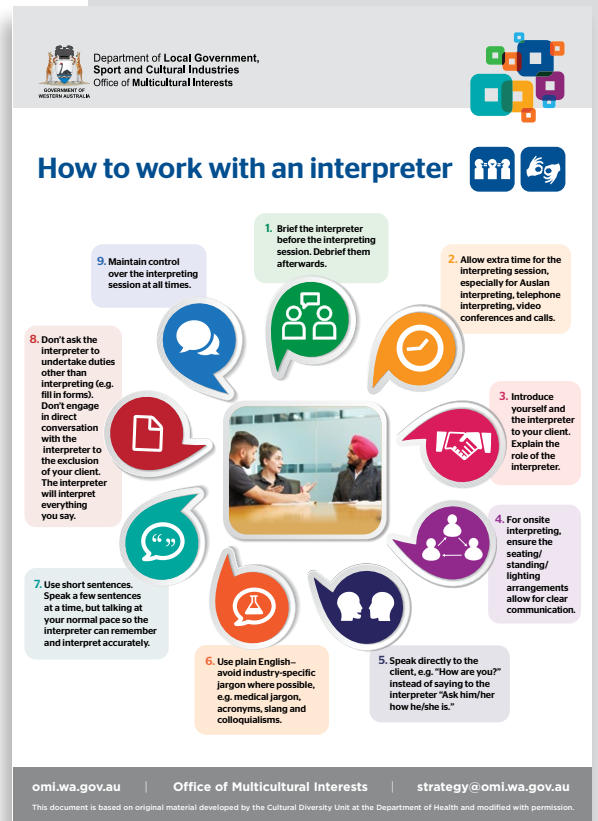 Department of Local Government,
Sport and Cultural Industries
Office of Multicultural Interests
GOVERNMENT OF
WESTERN AUSTRALIA
How to work with an interpreter
1. Brief the interpreter
before the interpreting
session. Debrief them
afterwards.
2. Allow extra time for the
interpreting session,
especially for Auslan
interpreting, telephone
interpreting, video
conferences and calls.
3. Introduce
yourself and
the interpreter
to your client.
Explain the
role of the
interpreter.
4. For onsite
interpreting,
ensure the
seating/
standing/
lighting
arrangements
allow for clear
communication.
5. Speak directly to the
client, e.g. “How are you?”
instead of saying to the
interpreter “Ask him/her
how he/she is.”
6. Use plain English—
avoid industry-specific
jargon where possible,
e.g. medical jargon,
acronyms, slang and
colloquialisms.
7. Use short sentences.
Speak a few sentences
at a time, but talking at
your normal pace so the
interpreter can remember
and interpret accurately.
8. Don’t ask the
interpreter to
undertake duties
other than
interpreting (e.g.
fill in forms).
Don’t engage
in direct
conversation
with the
interpreter to
the exclusion
of your client.
The interpreter
will interpret
everything
you say.
9. Maintain control
over the interpreting
session at all times.
omi.wa.gov.au | Office of Multicultural Interests | strategy@omi.wa.gov.au
This document is based on original material developed by the Cultural Diversity Unit at the Department of Health and modified with permission.